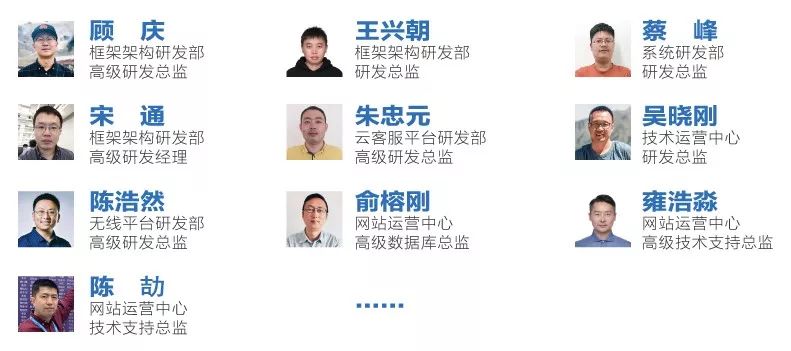 顾 庆
框架架构研发部
高级研发总监
王兴朝
框架架构研发部
研发总监
蔡 峰
系统研发部
研发总监
宋 通
框架架构研发部
高级研发经理
朱忠元
云客服平台研发部
高级研发总监
吴晓刚
技术运营中心
研发总监
陈浩然
无线平台研发部
高级研发总监
俞榕刚
网站运营中心
高级数据库总监
雍浩淼
网站运营中心
高级技术支持总监
陈 劼
网站运营中心
技术支持总监
……